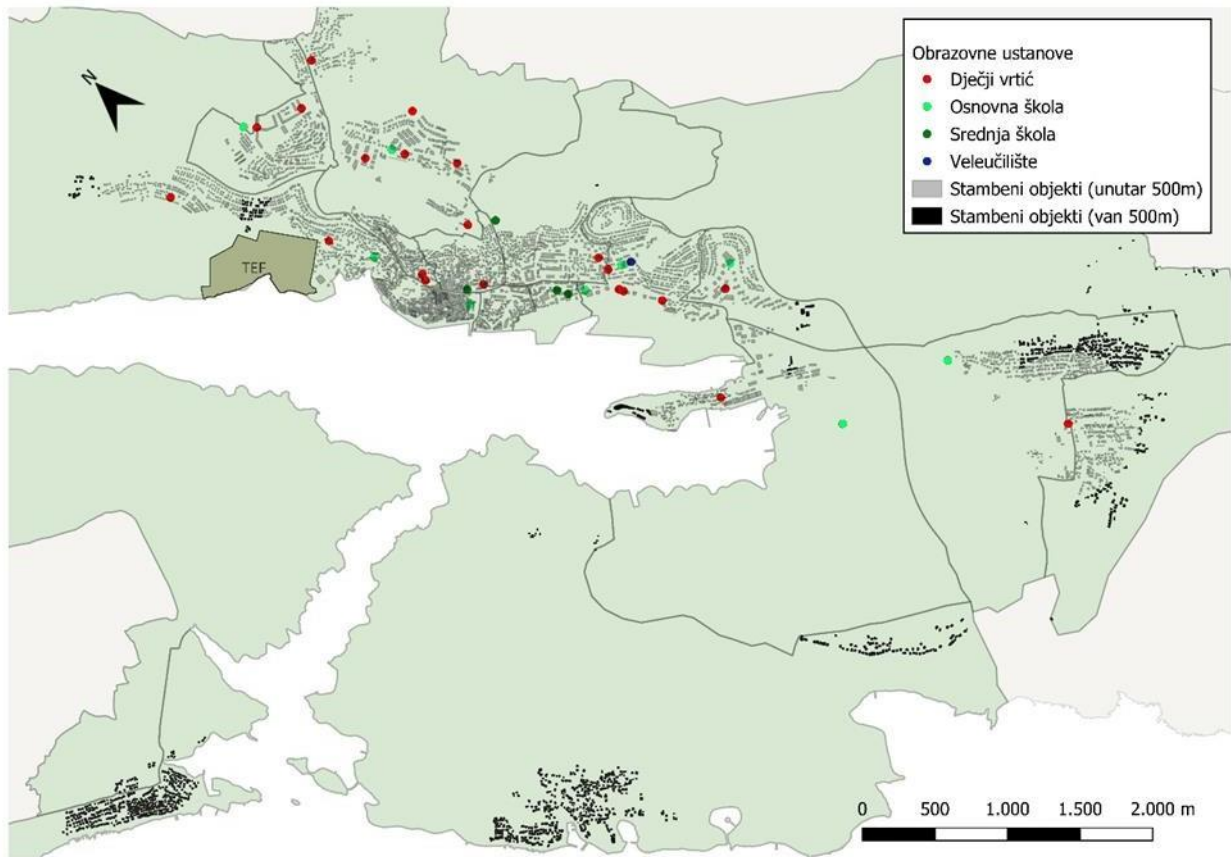 N
Obrazovne ustanove
Dječji vrtić
Osnovna škola
Srednja škola
Veleučilište
Stambeni objekti (unutar 500m)
Stambeni objekti (van 500m)
TEF
0 500 1.000 1.500 2.000 m